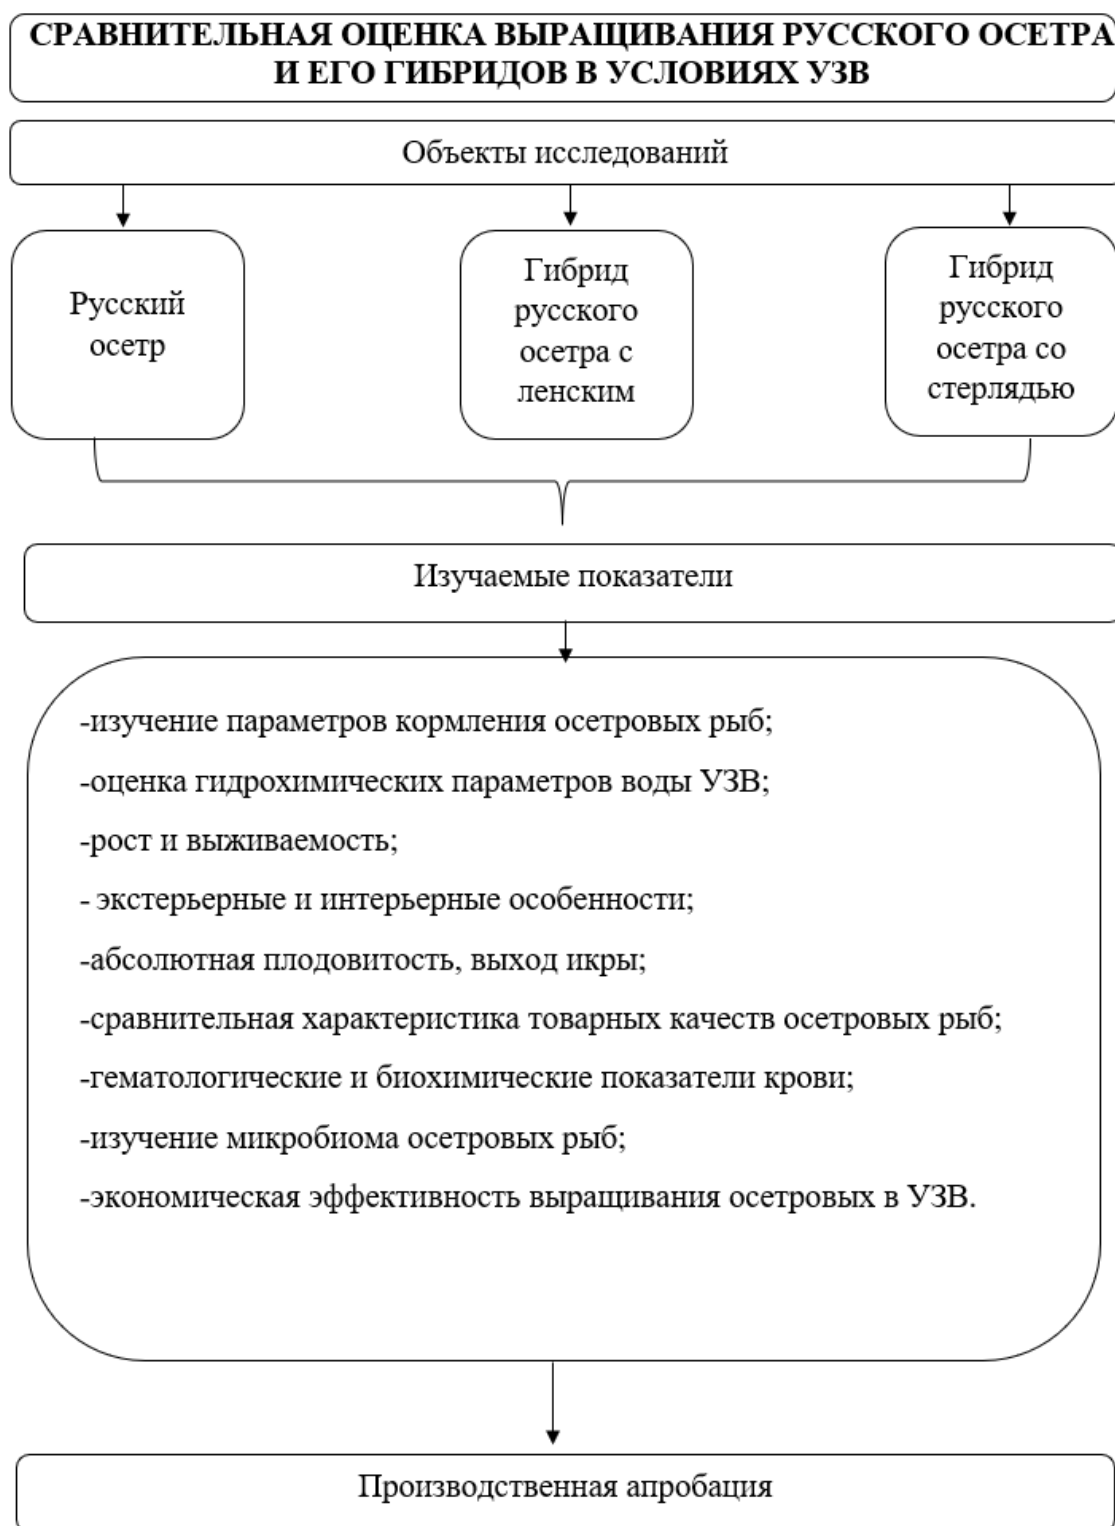 СРАВНИТЕЛЬНАЯ ОЦЕНКА ВЫРАЩИВАНИЯ РУССКОГО ОСЕТРА
И ЕГО ГИБРИДОВ В УСЛОВИЯХ УЗВ
Объекты исследований
Русский
осетр
Гибрид
русского
осетра с
ленским
Гибрид
русского
осетра со
стерлядью
Изучаемые показатели
-изучение параметров кормления осетровых рыб;
-оценка гидрохимических параметров воды УЗВ;
-рост и выживаемость;
- экстерьерные и интерьерные особенности;
-абсолютная плодовитость, выход икры;
-сравнительная характеристика товарных качеств осетровых рыб;
-гематологические и биохимические показатели крови;
-изучение микробиома осетровых рыб;
-экономическая эффективность выращивания осетровых в УЗВ.
Производственная апробация